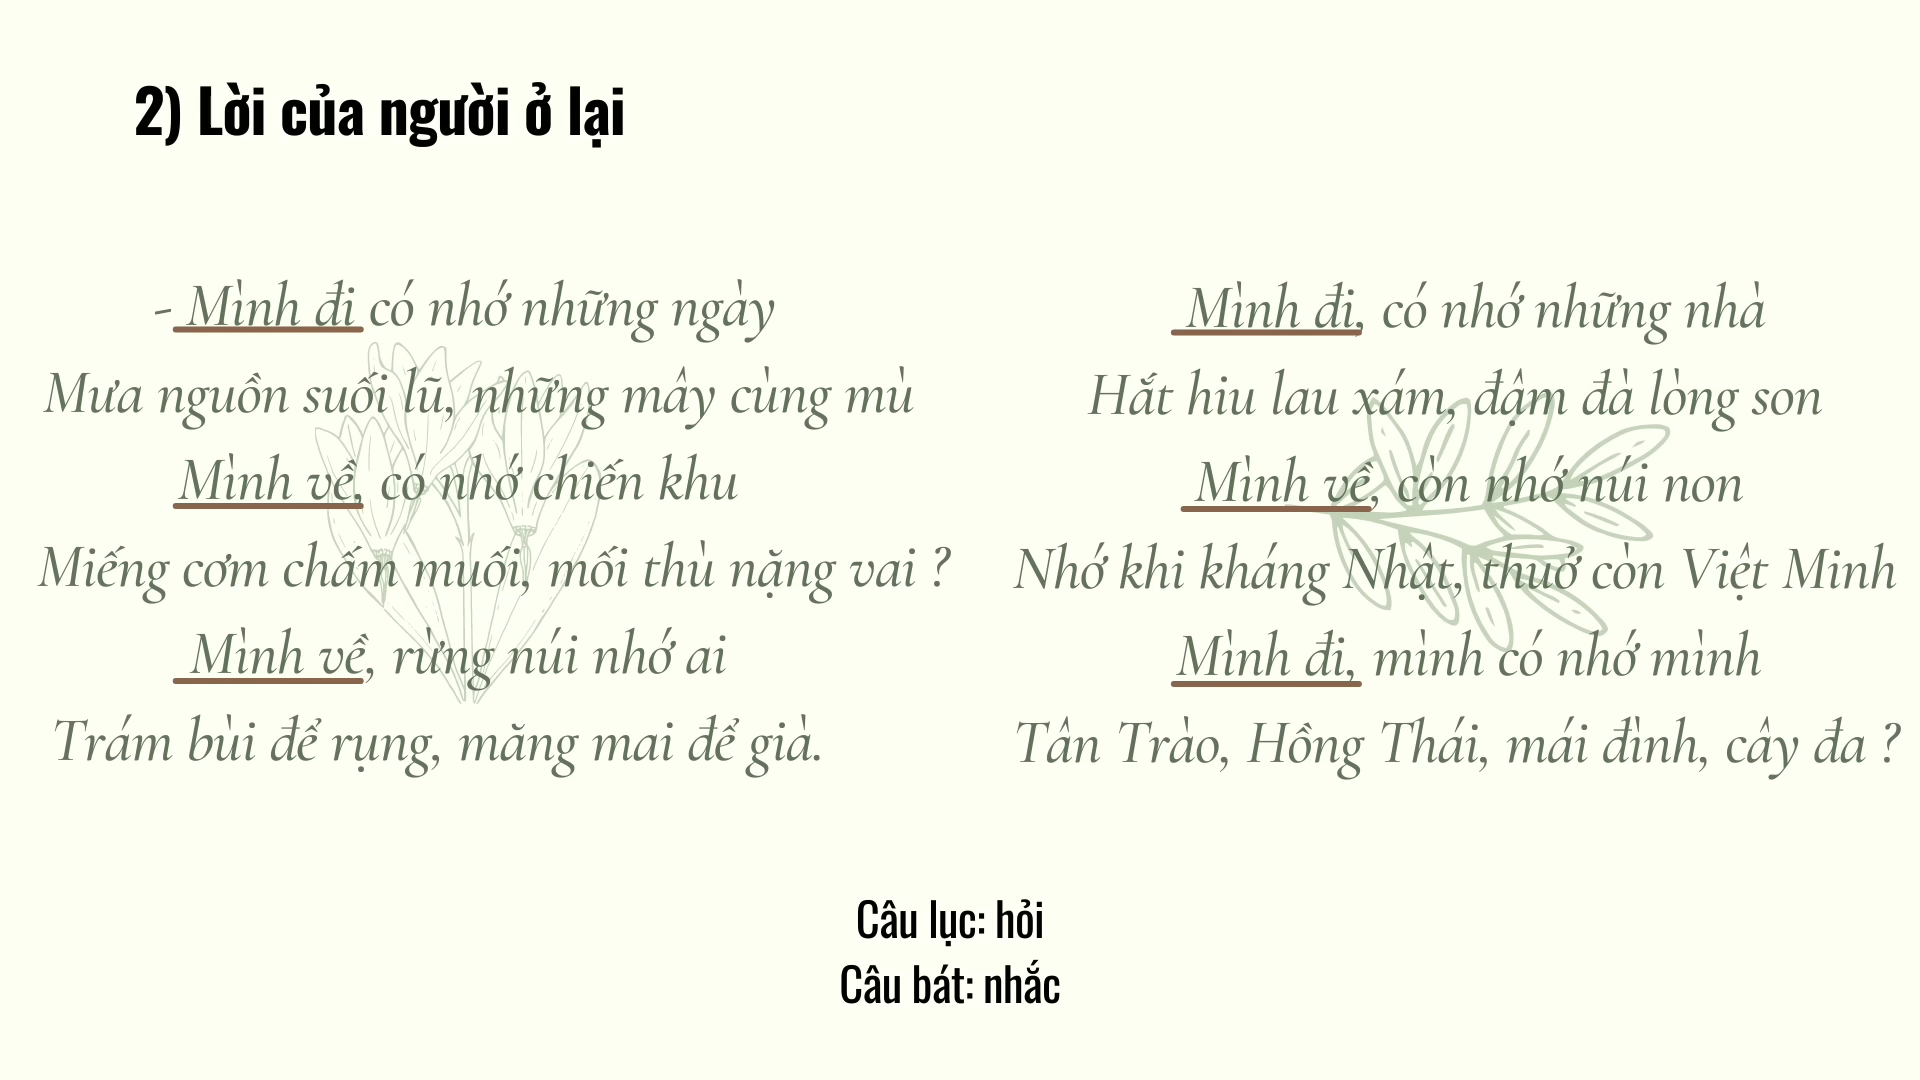 2) Lời của người ở lại
- Mình đi có nhớ những ngày
Mưa nguồn suối lũ, những mây cùng mù
Mình về, có nhớ chiến khu
Miếng cơm chấm muối, mối thù nặng vai ?
Mình về, rừng núi nhớ ai
Trám bùi để rụng, măng mai để già.
Mình đi, có nhớ những nhà
Hắt hiu lau xám, đậm đà lòng son
Mình về, còn nhớ núi non
Nhớ khi kháng Nhật, thuở còn Việt Minh
Mình đi, mình có nhớ mình
Tân Trào, Hồng Thái, mái đình, cây đa ?
Câu lục: hỏi
Câu bát: nhắc